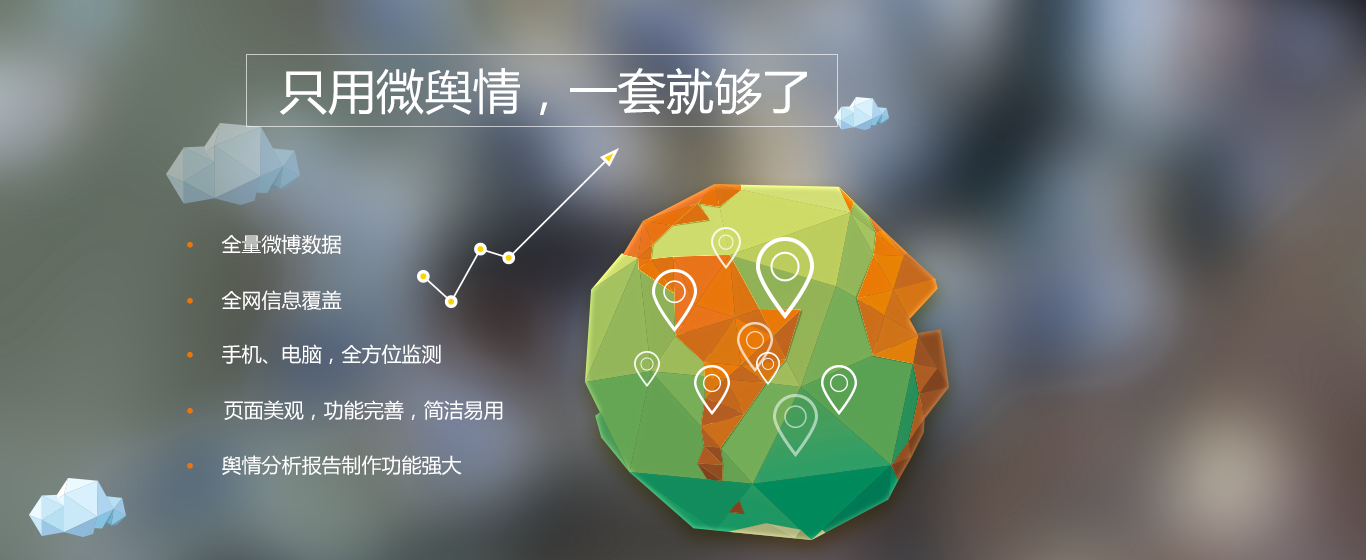 只用微舆情，一套就够了
全量微博数据
全网信息覆盖
手机、电脑，全方位监测
页面美观，功能完善，简洁易用
舆情分析报告制作功能强大